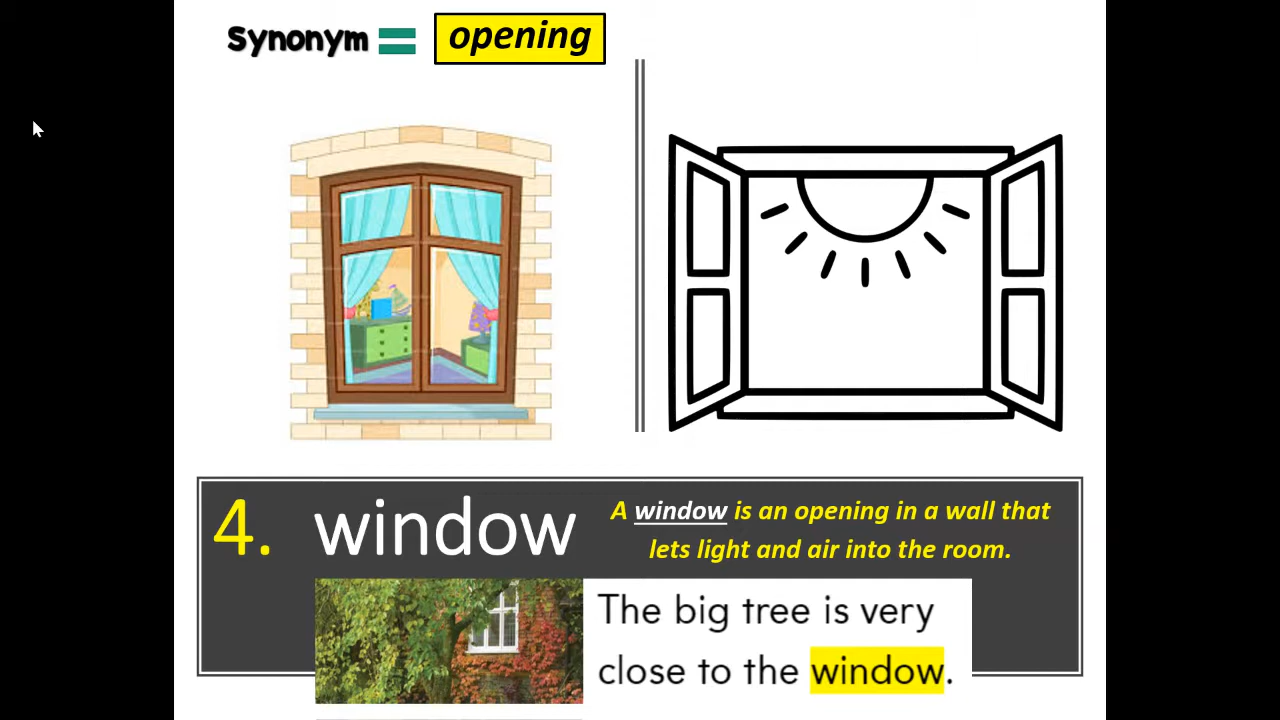 Synonym = opening
4. window
A window is an opening in a wall that
lets light and air into the room.
The big tree is very
close to the window.